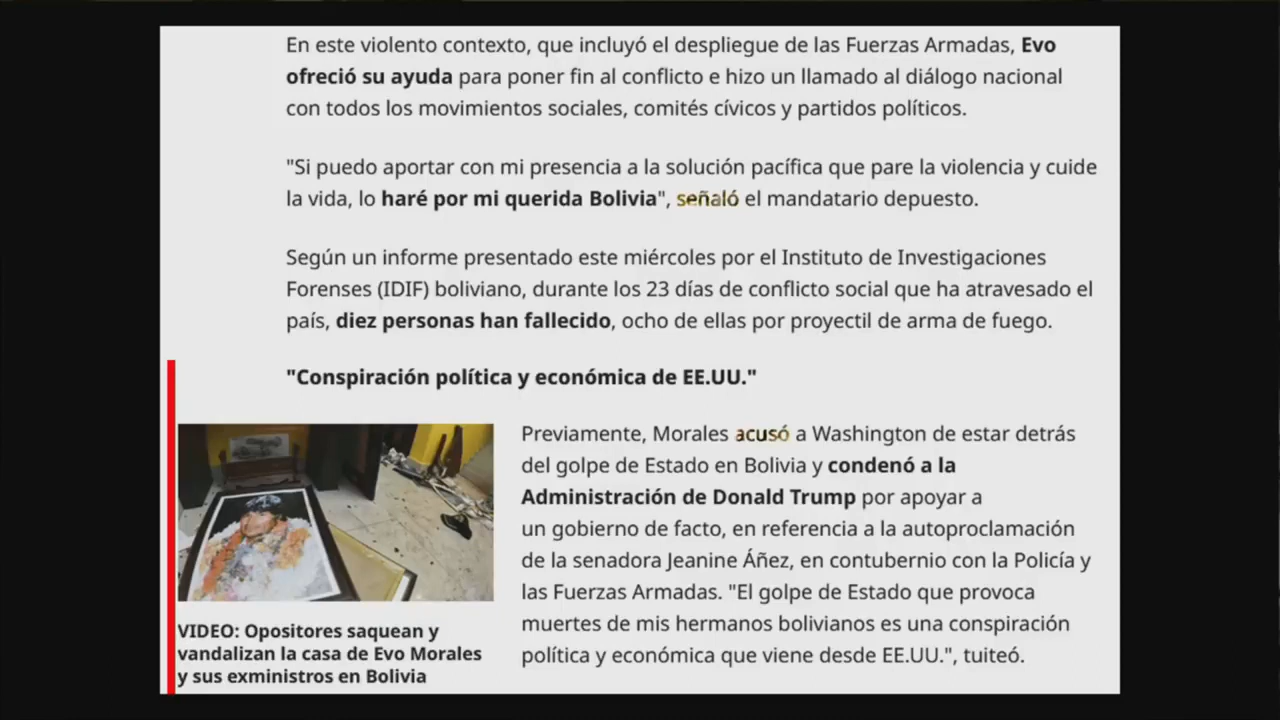 En este violento contexto, que incluyó el despliegue de las Fuerzas Armadas, Evo
ofreció su ayuda para poner fin al conflicto e hizo un llamado al diálogo nacional
con todos los movimientos sociales, comités cívicos y partidos políticos.
"Si puedo aportar con mi presencia a la solución pacífica que pare la violencia y cuide
la vida, lo haré por mi querida Bolivia", señaló el mandatario depuesto.
Según un informe presentado este miércoles por el Instituto de Investigaciones
Forenses (IDIF) boliviano, durante los 23 días de conflicto social que ha atravesado el
país, diez personas han fallecido, ocho de ellas por proyectil de arma de fuego.
"Conspiración política y económica de EE.UU."
Previamente, Morales acusó a Washington de estar detrás
del golpe de Estado en Bolivia y condenó a la
Administración de Donald Trump por apoyar a
un gobierno de facto, en referencia a la autoproclamación
de la senadora Jeanine Áñez, en contubernio con la Policía y
las Fuerzas Armadas. "El golpe de Estado que provoca
muertes de mis hermanos bolivianos es una conspiración
política y económica que viene desde EE.UU.", tuiteó.
VIDEO: Opositores saquean y
vandalizan la casa de Evo Morales
y sus exministros en Bolivia